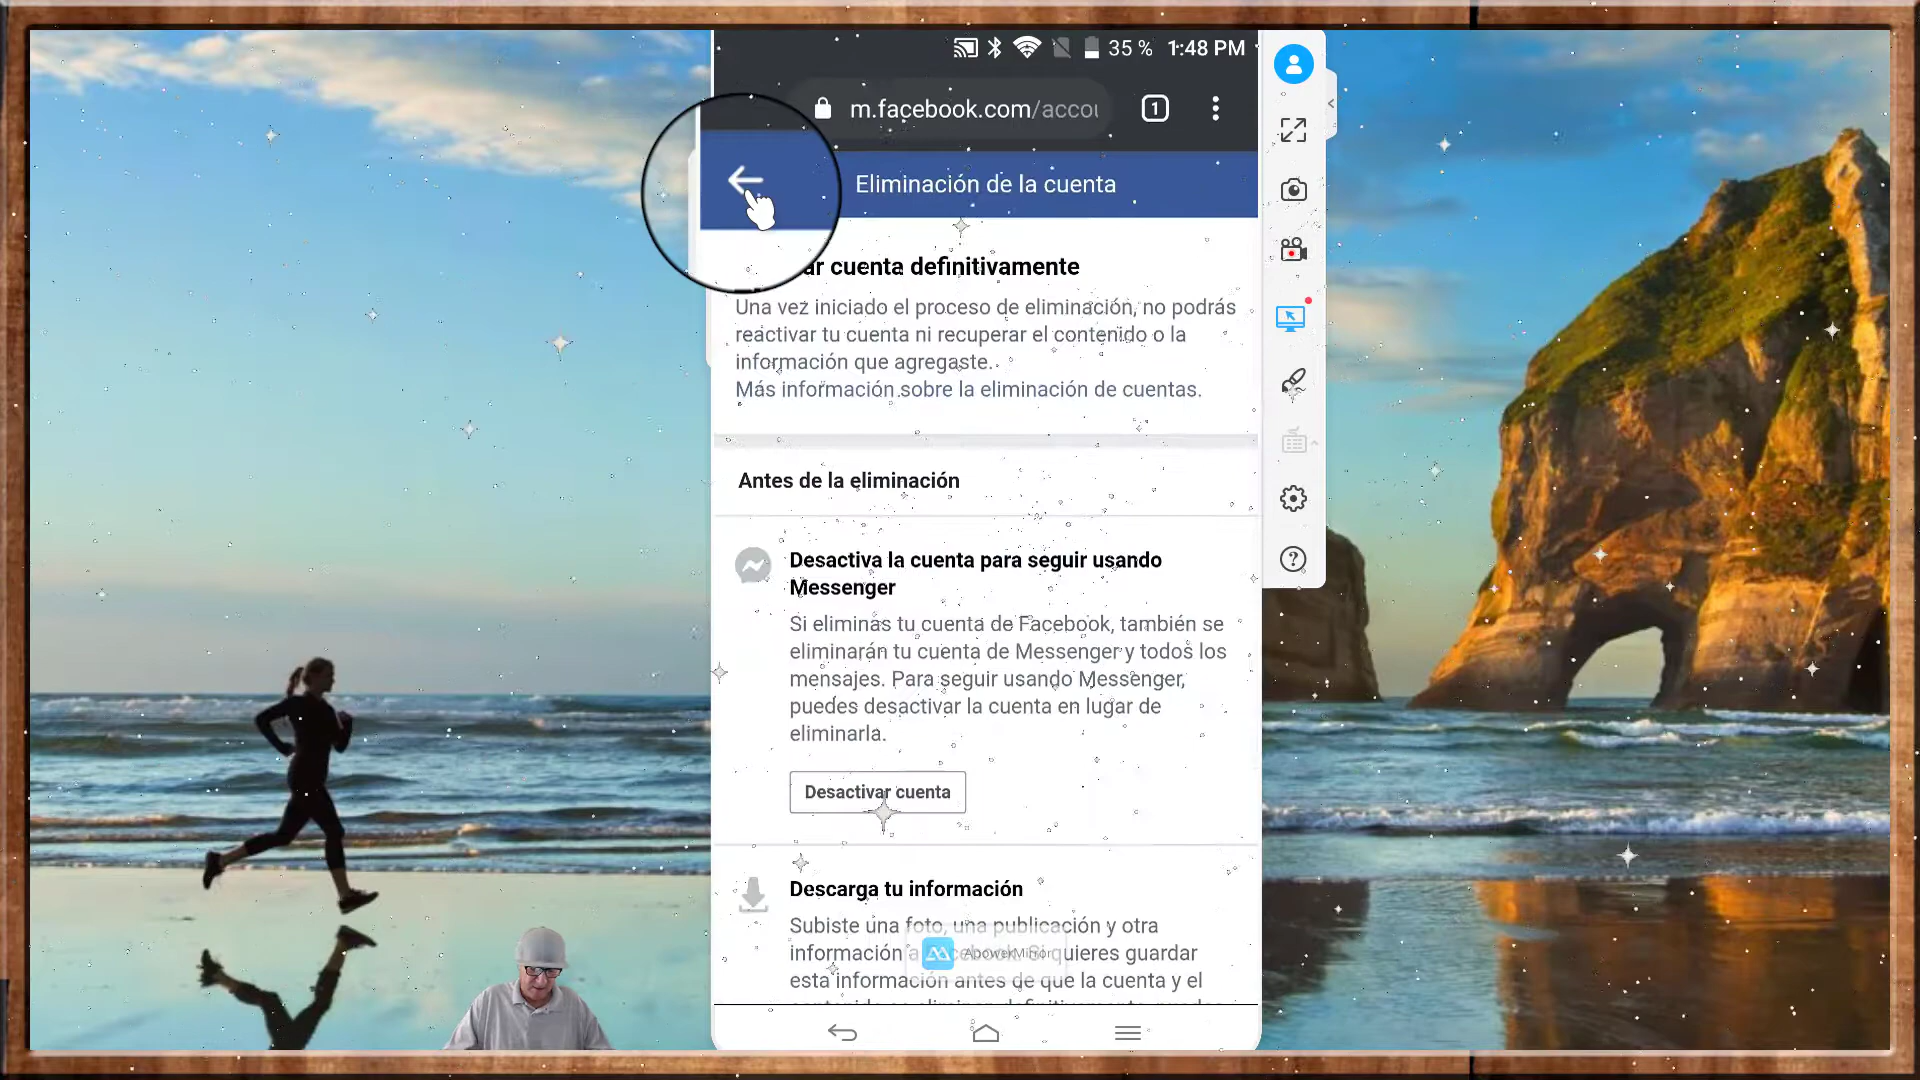 35 % 1:48 PM
m.facebook.com/accou
1
Eliminación de la cuenta
ar cuenta definitivamente
Una vez iniciado el proceso de eliminación, no podrás
reactivar tu cuenta ni recuperar el contenido o la
información que agregaste.
Más información sobre la eliminación de cuentas.
Antes de la eliminación
Desactiva la cuenta para seguir usando
Messenger
Si eliminas tu cuenta de Facebook, también se
eliminarán tu cuenta de Messenger y todos los
mensajes. Para seguir usando Messenger,
puedes desactivar la cuenta en lugar de
eliminarla.
Desactivar cuenta
Descarga tu información
Subiste una foto, una publicación y otra
información a Facebook. Si quieres guardar
ApowerMirror
esta información antes de que la cuenta y el